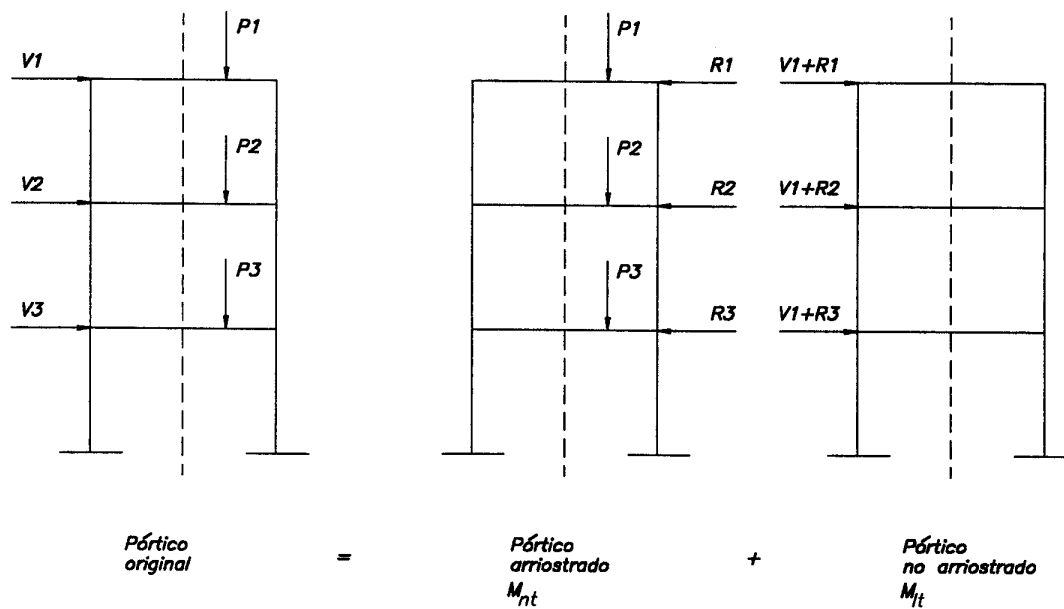 P1
V1
P2
V2
P3
V3
P1
R1
P2
R2
P3
R3
V1+R1
V1+R2
V1+R3
Pórtico
original
=
Pórtico
arriostrado
Mnt
+
Pórtico
no arriostrado
Mlt